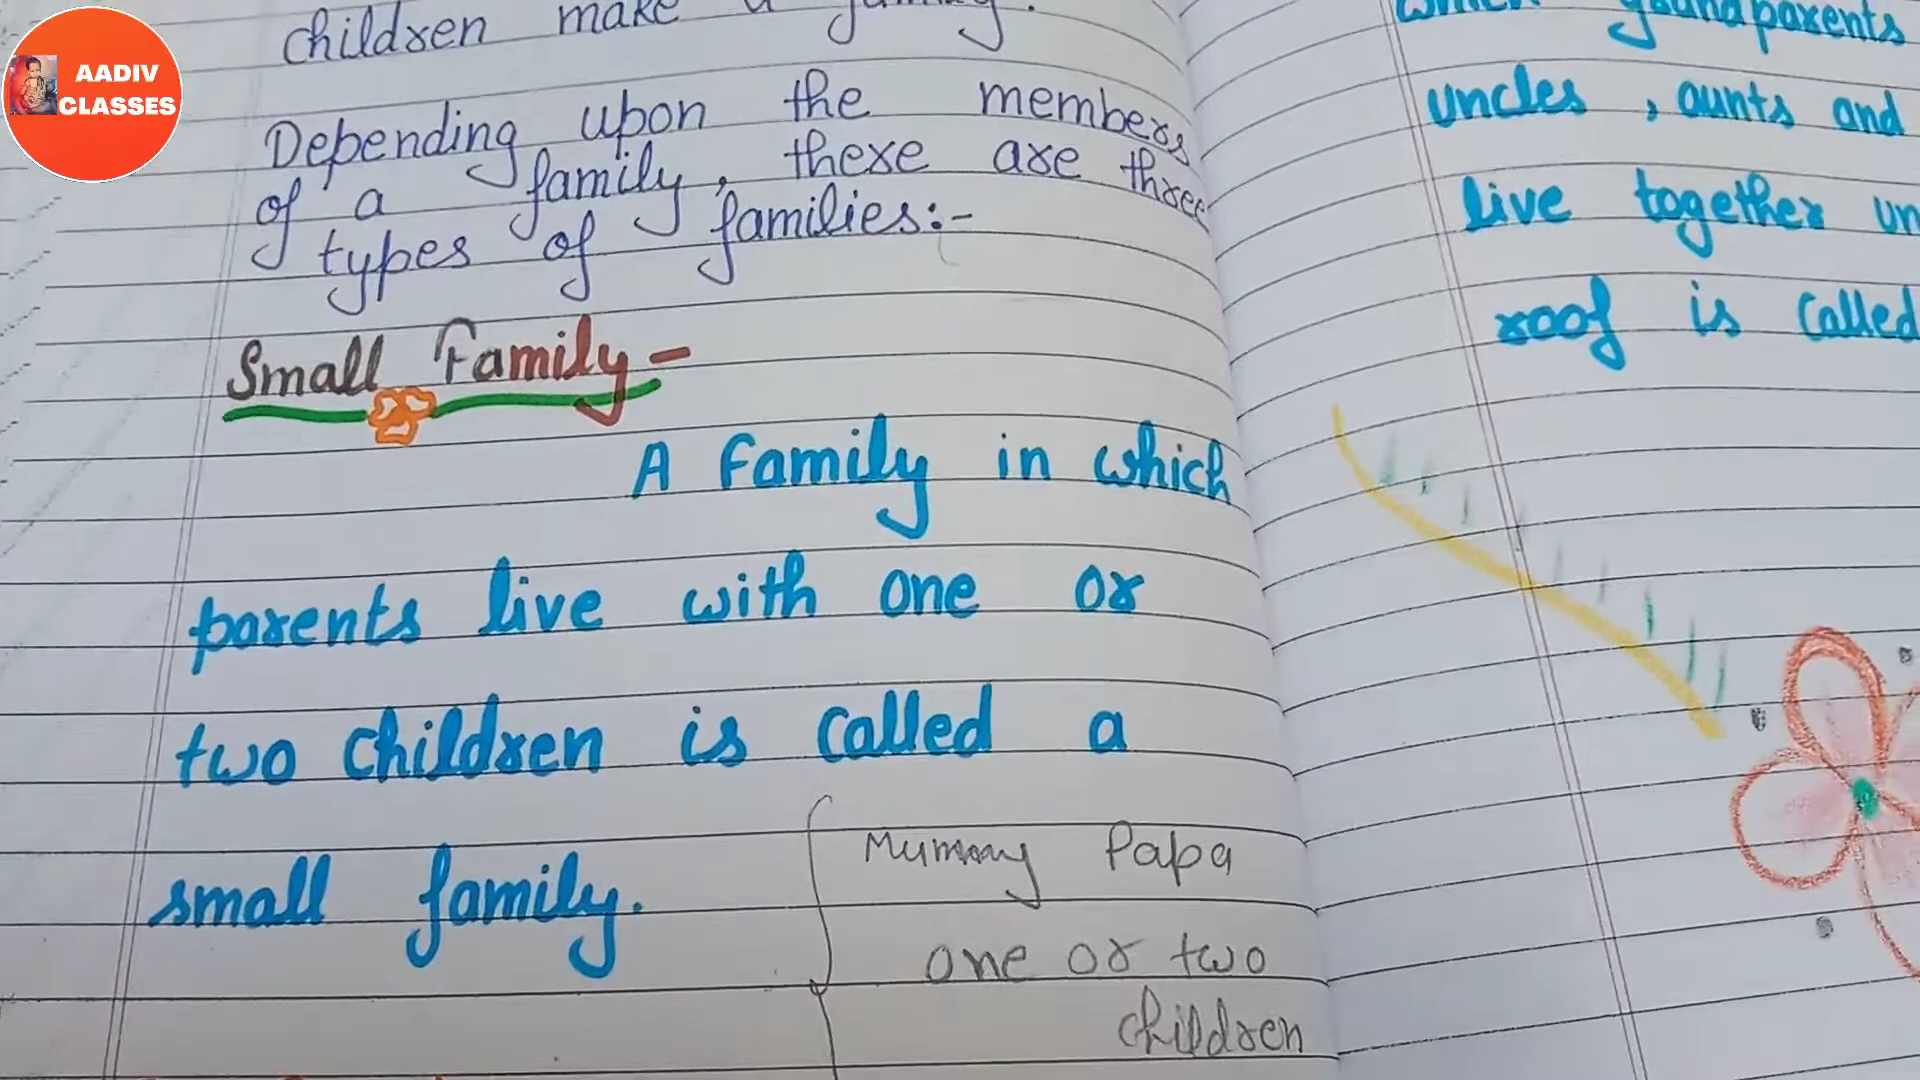 AADIV
CLASSES
children make a family.
Depending upon the members
of a family, there are three
types of families:-
Small Family-
A Family in which
parents live with one or
two children is called a
small family.
Mummy Papa
one or two
children
which grandparents
uncles, aunts and
live together un
roof is called